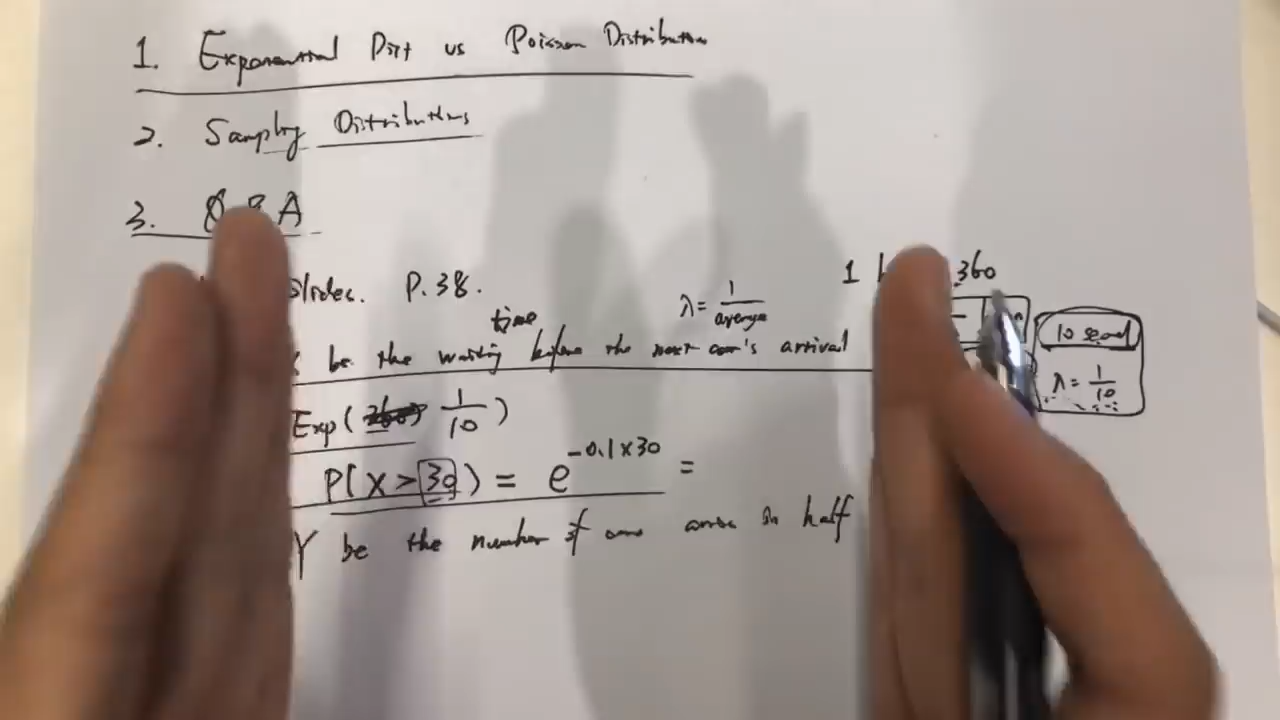 1. Exponential Dist vs Poisson Distribution
2. Sampling Distributions
3. Q & A
Slides. P.38.
1 360
λ = 1/average
time
be the waiting before the next car's arrival
10 second
λ = 1/10
Exp( 1/10 )
P( X > 30 ) = e^{-0.1×30} =
Y be the number of cars arrive in half